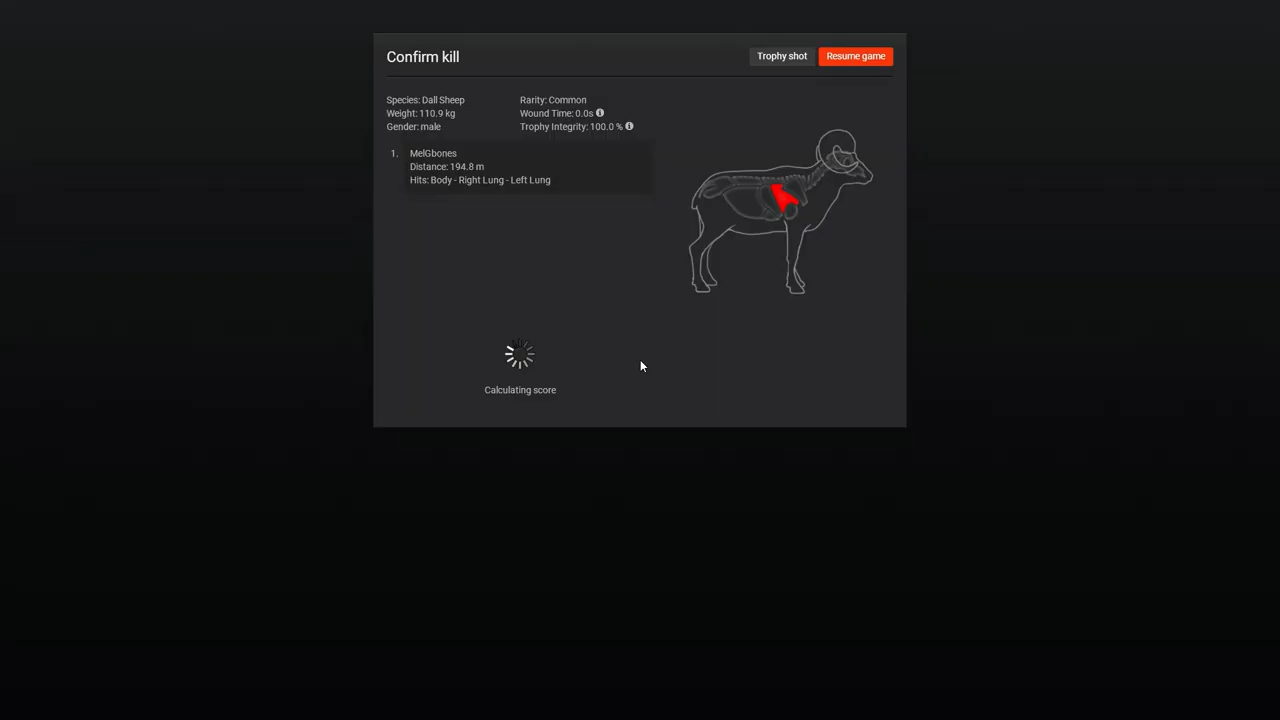 Confirm kill
Trophy shot
Resume game
Species: Dall Sheep
Weight: 110.9 kg
Gender: male
Rarity: Common
Wound Time: 0.0s
Trophy Integrity: 100.0 %
1.
MelGbones
Distance: 194.8 m
Hits: Body - Right Lung - Left Lung
Calculating score